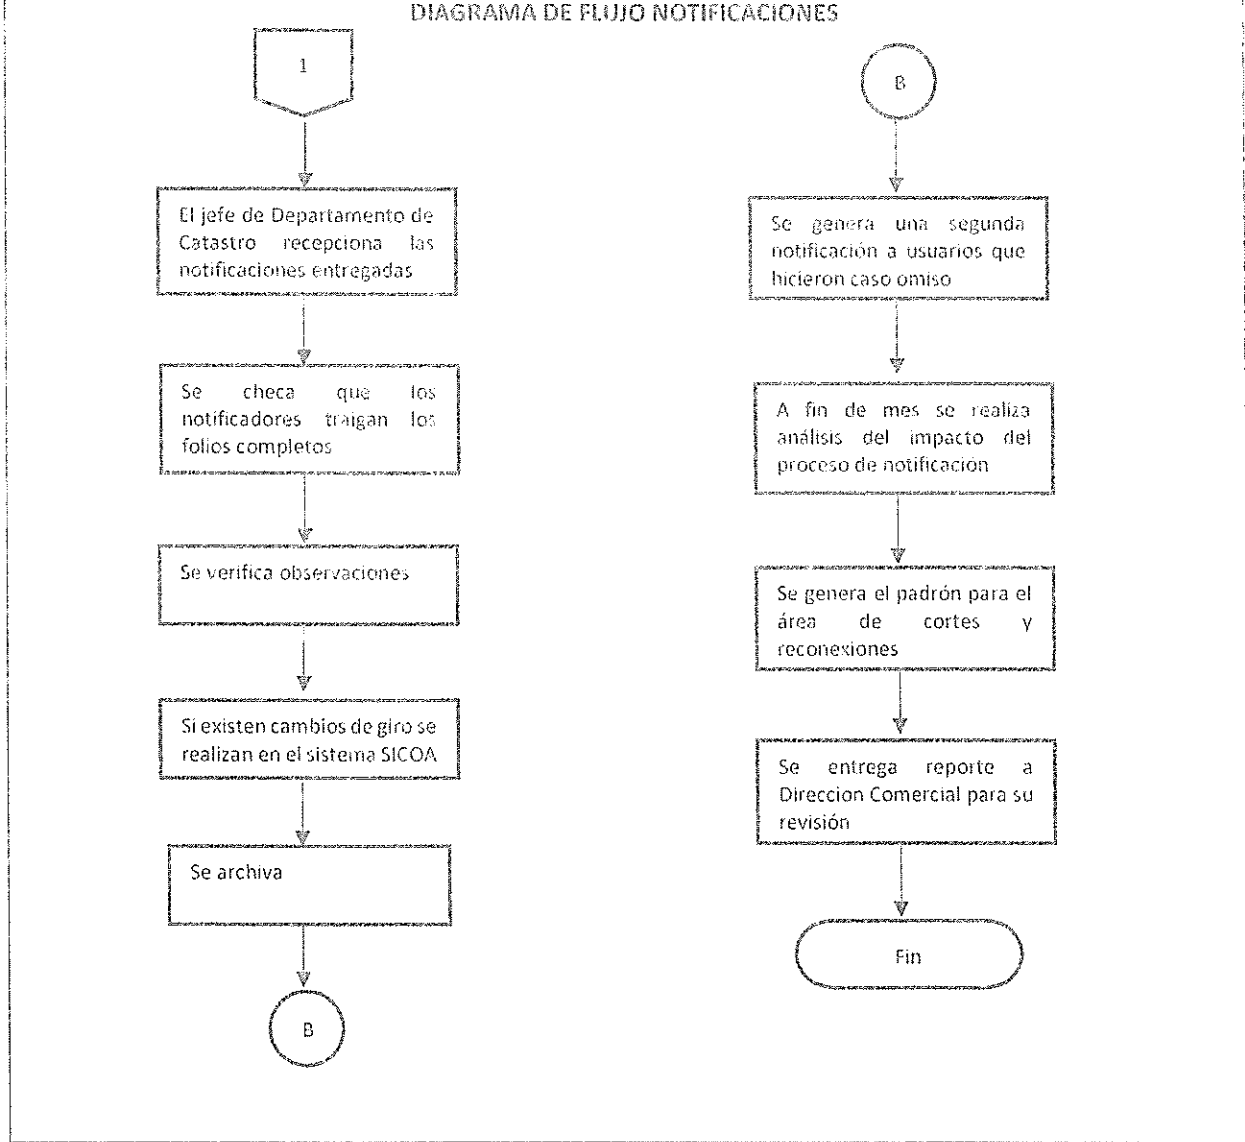 DIAGRAMA DE FLUJO NOTIFICACIONES
1
El jefe de Departamento de
Catastro recepciona las
notificaciones entregadas
Se checa que los
notificadores traigan los
folios completos
Se verifica observaciones
Si existen cambios de giro se
realizan en el sistema SICOA
Se archiva
B
B
Se genera una segunda
notificación a usuarios que
hicieron caso omiso
A fin de mes se realiza
análisis del impacto del
proceso de notificación
Se genera el padrón para el
área de cortes y
reconexiones
Se entrega reporte a
Direccion Comercial para su
revisión
Fin